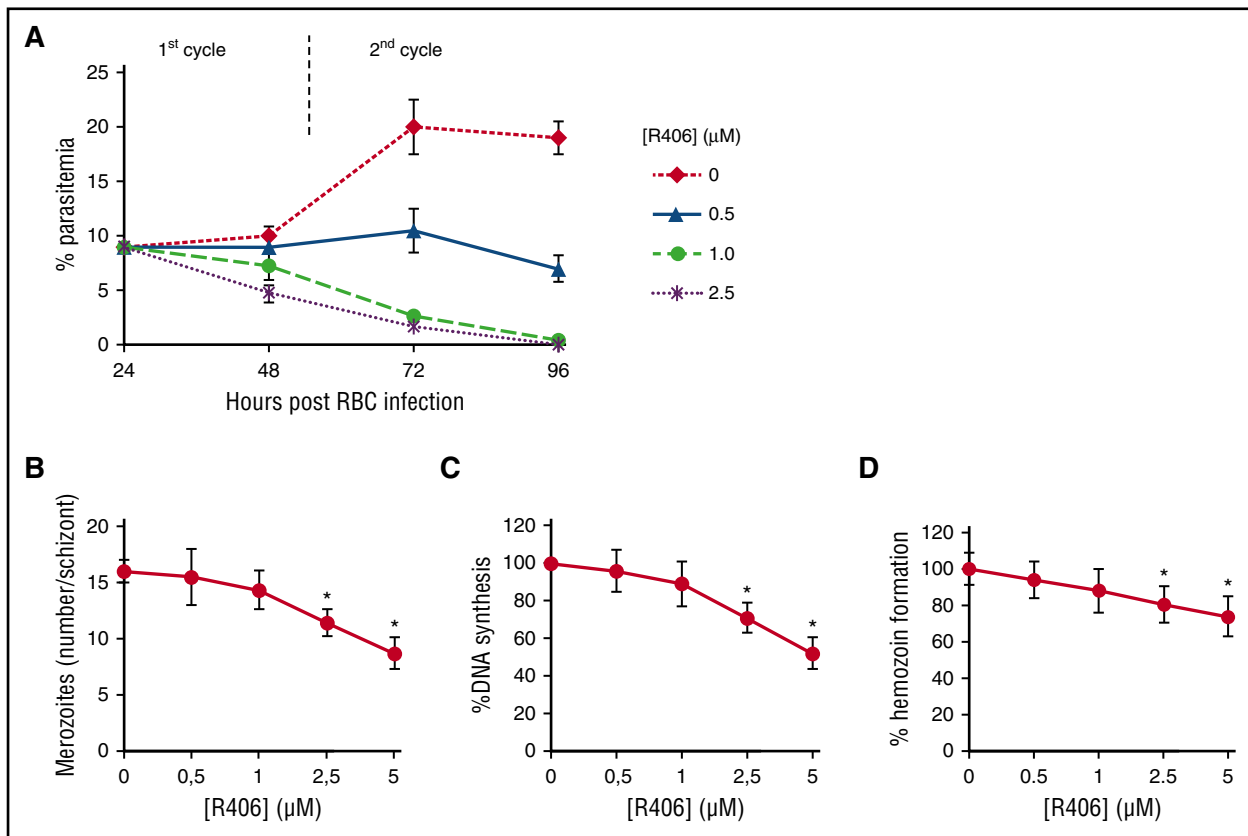 A
1st cycle
2nd cycle
25
20
15
10
5
0
% parasitemia
24 48 72 96
Hours post RBC infection
[R406] (µM)
0
0.5
1.0
2.5
B
20
15
10
5
0
Merozoites (number/schizont)
* *
0 0,5 1 2,5 5
[R406] (µM)
C
120
100
80
60
40
20
0
%DNA synthesis
* *
0 0,5 1 2,5 5
[R406] (µM)
D
120
100
80
60
40
20
0
% hemozoin formation
* *
0 0.5 1 2.5 5
[R406] (µM)